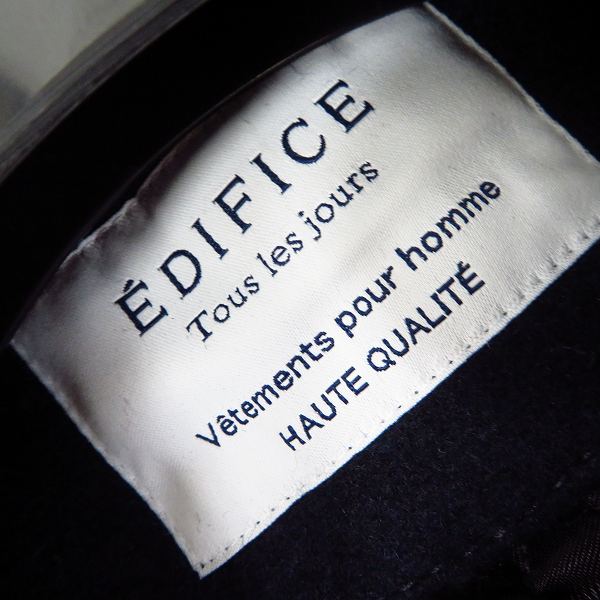 ÉDIFICE
Tous les jours
Vêtements pour homme
HAUTE QUALITÉ